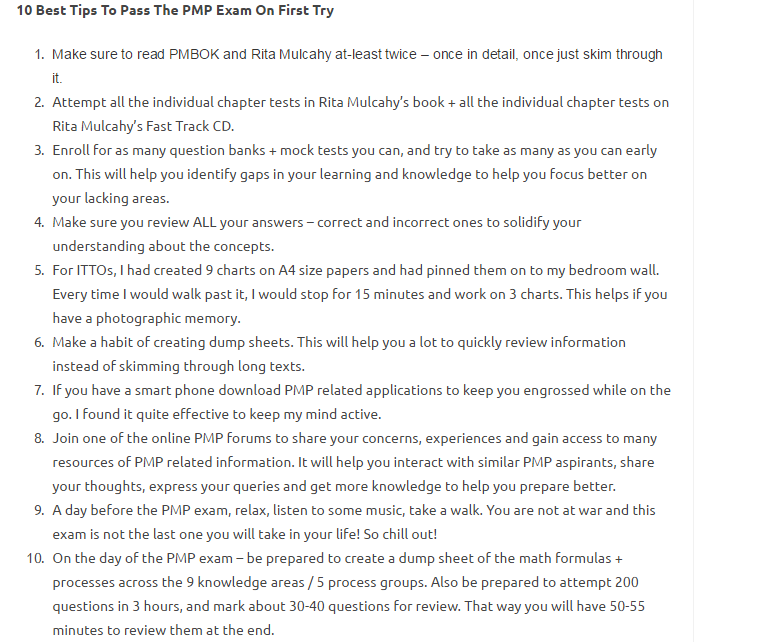 10 Best Tips To Pass The PMP Exam On First Try
1. Make sure to read PMBOK and Rita Mulcahy at-least twice – once in detail, once just skim through
it.
2. Attempt all the individual chapter tests in Rita Mulcahy's book + all the individual chapter tests on
Rita Mulcahy's Fast Track CD.
3. Enroll for as many question banks + mock tests you can, and try to take as many as you can early
on. This will help you identify gaps in your learning and knowledge to help you focus better on
your lacking areas.
4. Make sure you review ALL your answers – correct and incorrect ones to solidify your
understanding about the concepts.
5. For ITTOs, I had created 9 charts on A4 size papers and had pinned them on to my bedroom wall.
Every time I would walk past it, I would stop for 15 minutes and work on 3 charts. This helps if you
have a photographic memory.
6. Make a habit of creating dump sheets. This will help you a lot to quickly review information
instead of skimming through long texts.
7. If you have a smart phone download PMP related applications to keep you engrossed while on the
go. I found it quite effective to keep my mind active.
8. Join one of the online PMP forums to share your concerns, experiences and gain access to many
resources of PMP related information. It will help you interact with similar PMP aspirants, share
your thoughts, express your queries and get more knowledge to help you prepare better.
9. A day before the PMP exam, relax, listen to some music, take a walk. You are not at war and this
exam is not the last one you will take in your life! So chill out!
10. On the day of the PMP exam – be prepared to create a dump sheet of the math formulas +
processes across the 9 knowledge areas / 5 process groups. Also be prepared to attempt 200
questions in 3 hours, and mark about 30-40 questions for review. That way you will have 50-55
minutes to review them at the end.